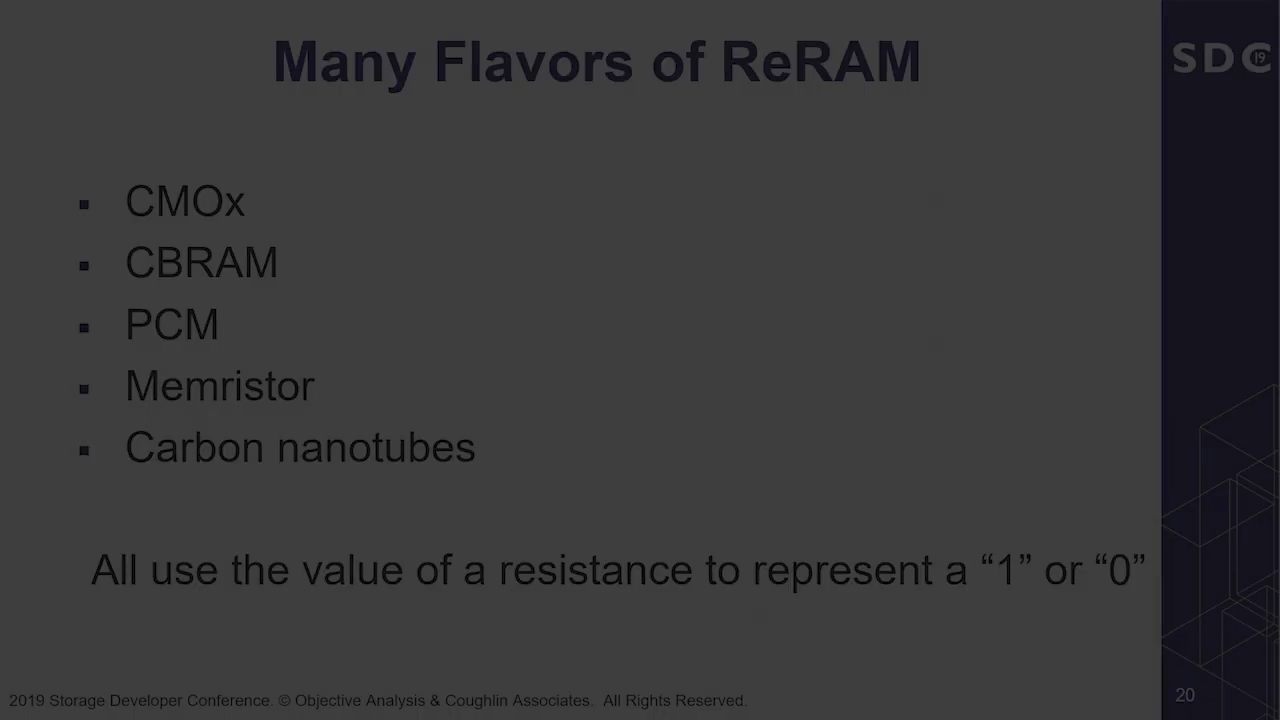 Many Flavors of ReRAM
SDC
19
▪ CMOx
▪ CBRAM
▪ PCM
▪ Memristor
▪ Carbon nanotubes
All use the value of a resistance to represent a “1” or “0”
2019 Storage Developer Conference. © Objective Analysis & Coughlin Associates. All Rights Reserved.
20